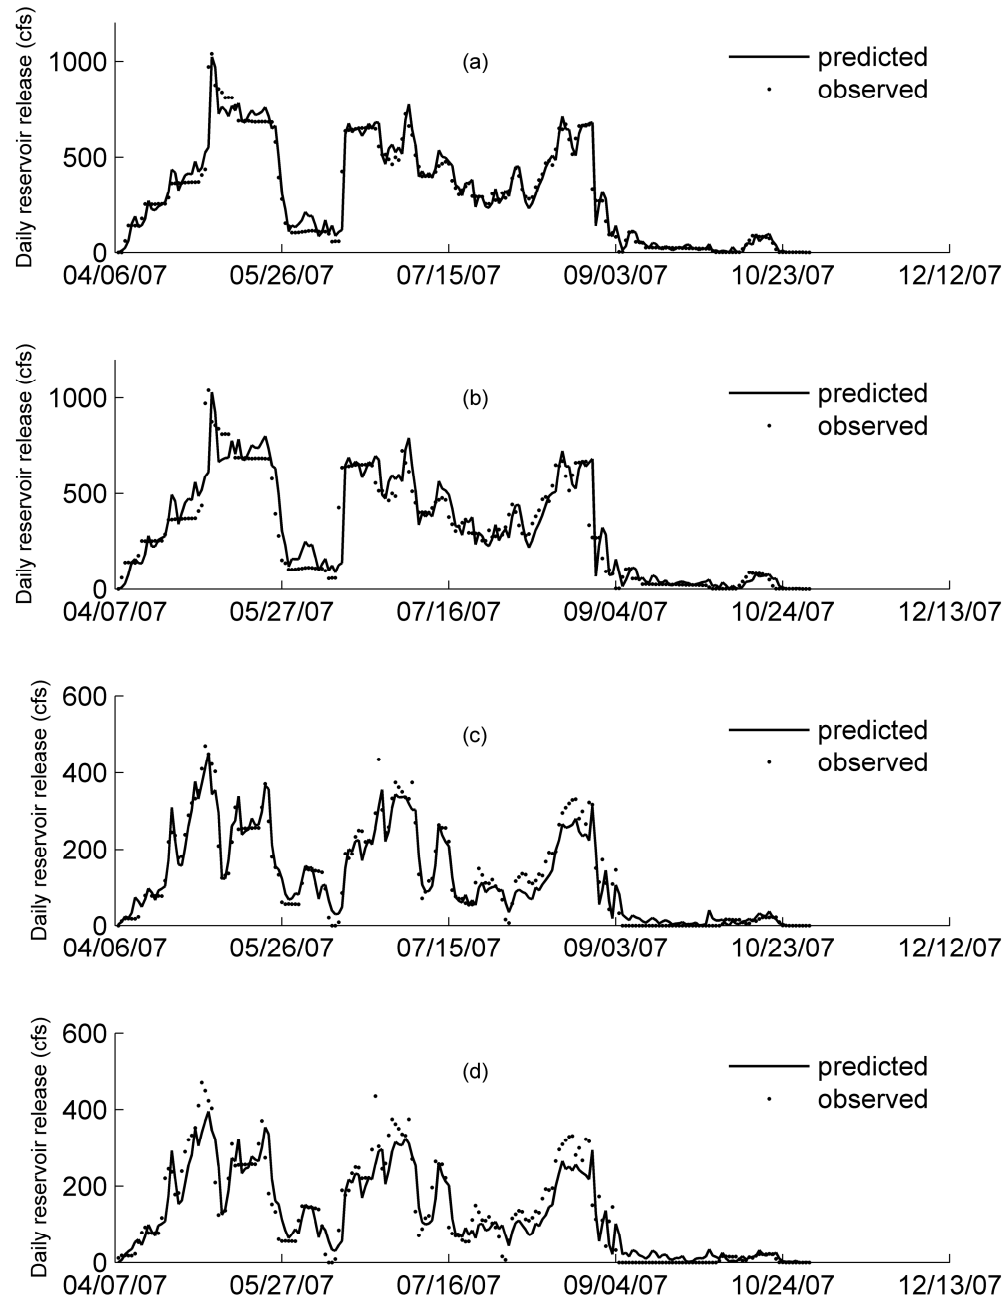 Daily reservoir release (cfs)
(a)
predicted
observed
1000
500
0
04/06/07 05/26/07 07/15/07 09/03/07 10/23/07 12/12/07
Daily reservoir release (cfs)
(b)
predicted
observed
1000
500
0
04/07/07 05/27/07 07/16/07 09/04/07 10/24/07 12/13/07
Daily reservoir release (cfs)
(c)
predicted
observed
600
400
200
0
04/06/07 05/26/07 07/15/07 09/03/07 10/23/07 12/12/07
Daily reservoir release (cfs)
(d)
predicted
observed
600
400
200
0
04/07/07 05/27/07 07/16/07 09/04/07 10/24/07 12/13/07